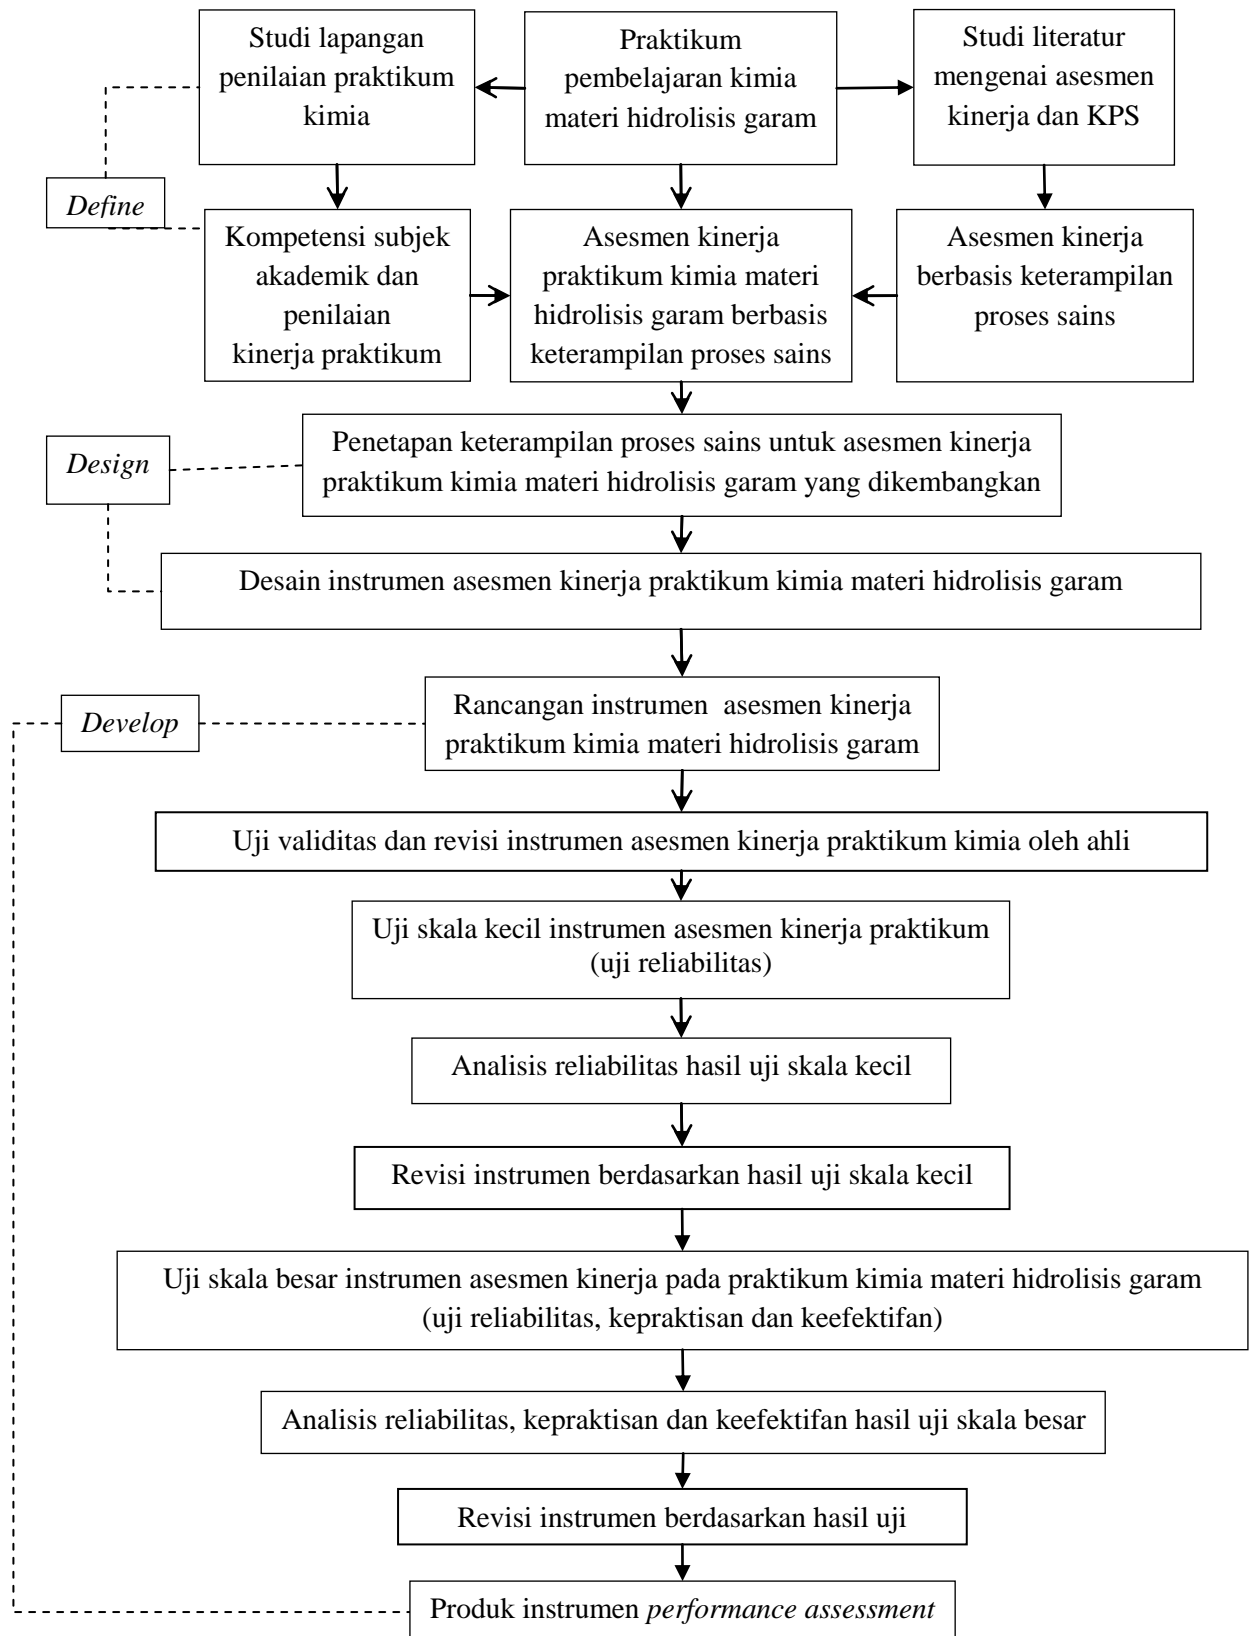 Studi lapangan
penilaian praktikum
kimia
Praktikum
pembelajaran kimia
materi hidrolisis garam
Studi literatur
mengenai asesmen
kinerja dan KPS
Define
Kompetensi subjek
akademik dan
penilaian
kinerja praktikum
Asesmen kinerja
praktikum kimia materi
hidrolisis garam berbasis
keterampilan proses sains
Asesmen kinerja
berbasis keterampilan
proses sains
Design
Penetapan keterampilan proses sains untuk asesmen kinerja
praktikum kimia materi hidrolisis garam yang dikembangkan
Desain instrumen asesmen kinerja praktikum kimia materi hidrolisis garam
Develop
Rancangan instrumen asesmen kinerja
praktikum kimia materi hidrolisis garam
Uji validitas dan revisi instrumen asesmen kinerja praktikum kimia oleh ahli
Uji skala kecil instrumen asesmen kinerja praktikum
(uji reliabilitas)
Analisis reliabilitas hasil uji skala kecil
Revisi instrumen berdasarkan hasil uji skala kecil
Uji skala besar instrumen asesmen kinerja pada praktikum kimia materi hidrolisis garam
(uji reliabilitas, kepraktisan dan keefektifan)
Analisis reliabilitas, kepraktisan dan keefektifan hasil uji skala besar
Revisi instrumen berdasarkan hasil uji
Produk instrumen performance assessment